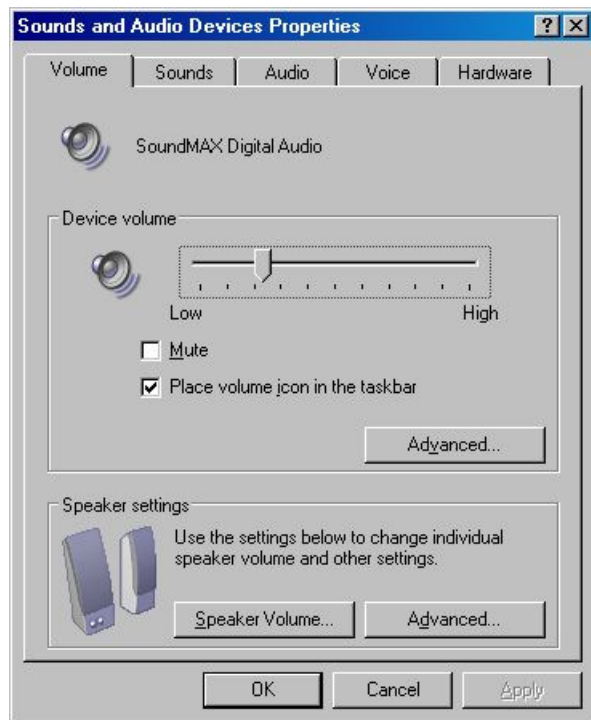 Sounds and Audio Devices Properties
Volume Sounds Audio Voice Hardware
SoundMAX Digital Audio
Device volume
Low High
Mute
Place volume icon in the taskbar
Advanced...
Speaker settings
Use the settings below to change individual
speaker volume and other settings.
Speaker Volume... Advanced...
OK Cancel Apply